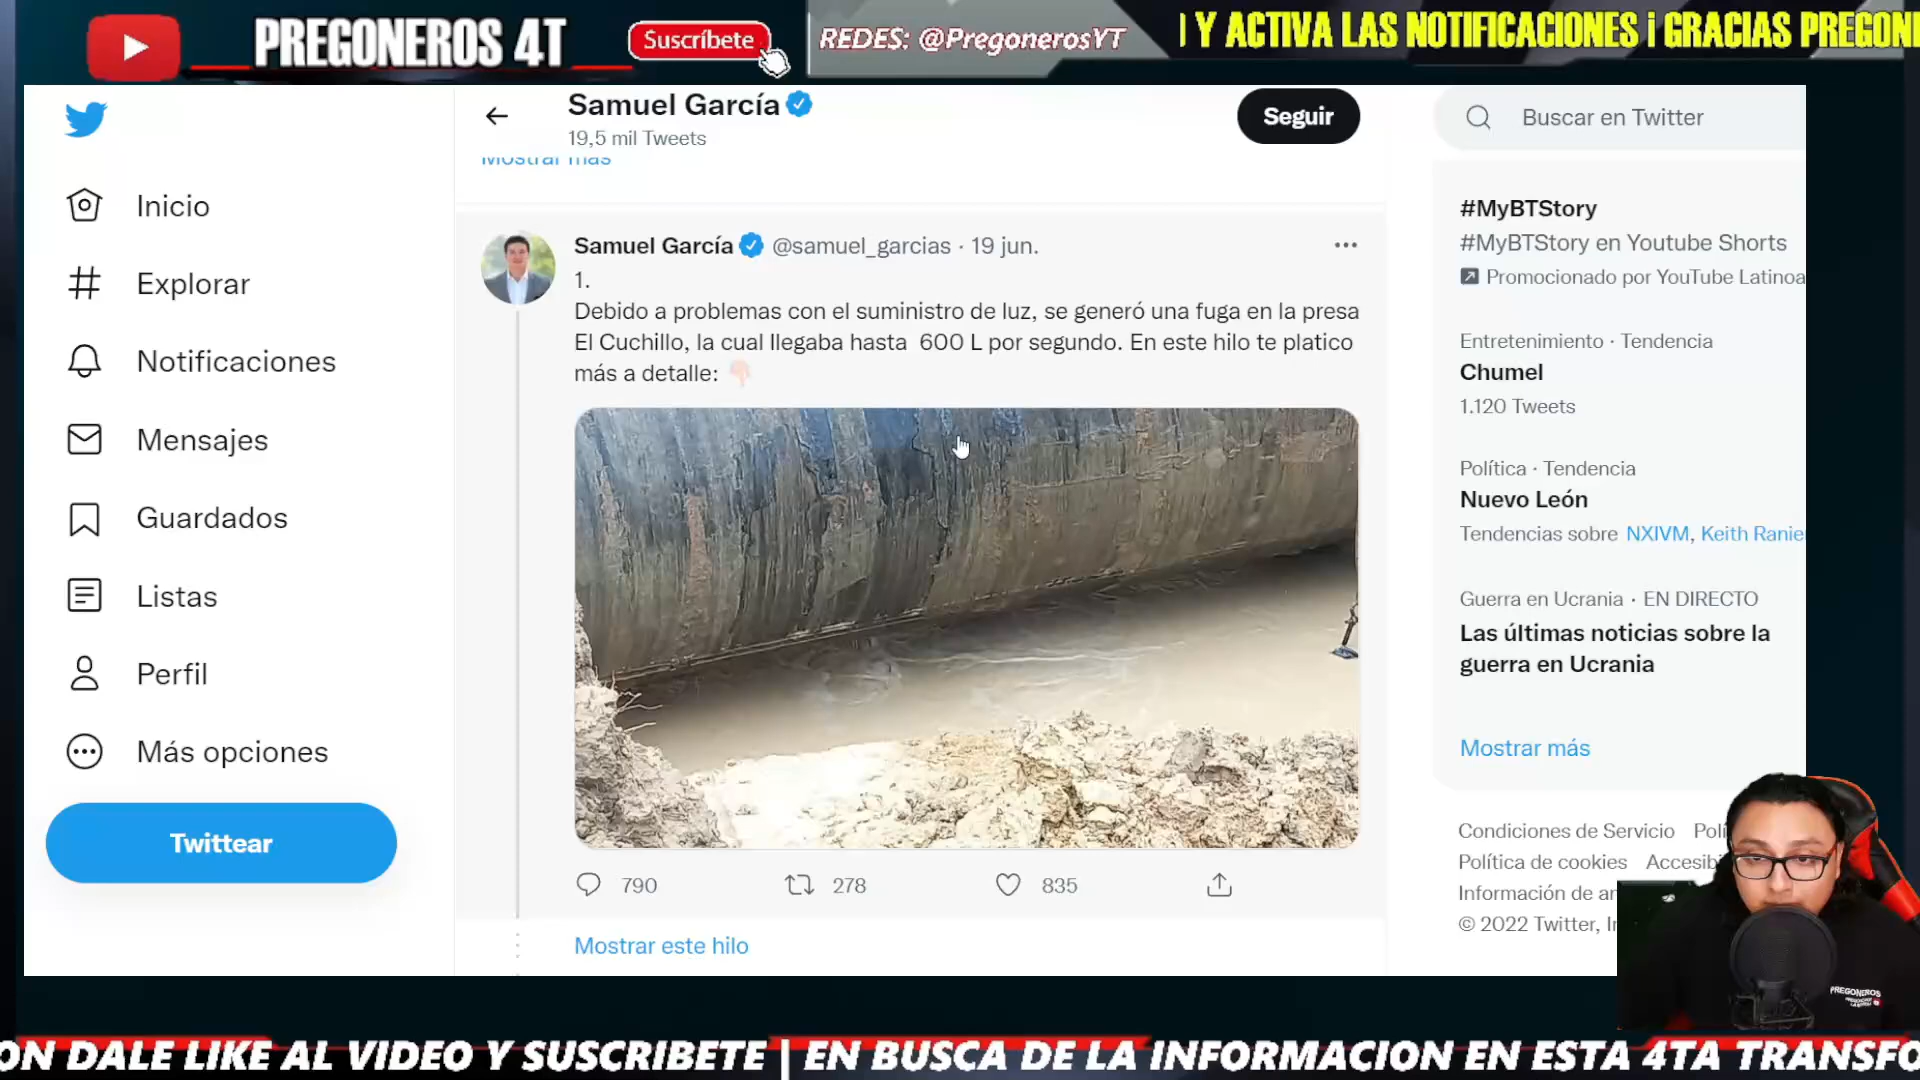 PREGONEROS 4T
Suscríbete
REDES: @PregonerosYT
Y ACTIVA LAS NOTIFICACIONES ¡ GRACIAS
Inicio
Explorar
Notificaciones
Mensajes
Guardados
Listas
Perfil
Más opciones
Twittear
Samuel García
19,5 mil Tweets
Mostrar más
Seguir
Samuel García @samuel_garcias · 19 jun.
1.
Debido a problemas con el suministro de luz, se generó una fuga en la presa
El Cuchillo, la cual llegaba hasta 600 L por segundo. En este hilo te platico
más a detalle:
790 278 835
Mostrar este hilo
Buscar en Twitter
#MyBTStory
#MyBTStory en Youtube Shorts
Promocionado por YouTube Latinoa
Entretenimiento · Tendencia
Chumel
1.120 Tweets
Política · Tendencia
Nuevo León
Tendencias sobre NXIVM, Keith Ranie
Guerra en Ucrania · EN DIRECTO
Las últimas noticias sobre la
guerra en Ucrania
Mostrar más
Condiciones de Servicio
Política de cookies Accesibi
Información de
© 2022 Twitter,
PREGONEROS
ON DALE LIKE AL VIDEO Y SUSCRIBETE | EN BUSCA DE LA INFORMACION EN ESTA 4TA TRANSFO